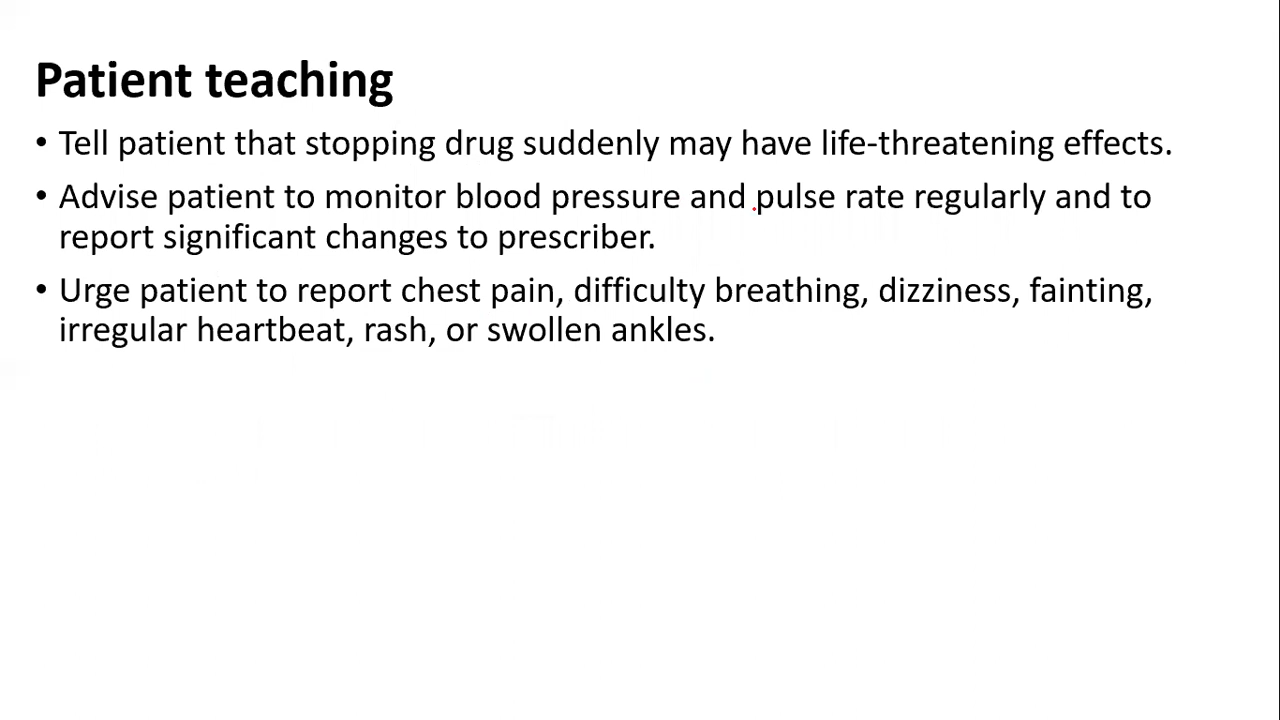 Patient teaching
• Tell patient that stopping drug suddenly may have life-threatening effects.
• Advise patient to monitor blood pressure and pulse rate regularly and to
report significant changes to prescriber.
• Urge patient to report chest pain, difficulty breathing, dizziness, fainting,
irregular heartbeat, rash, or swollen ankles.